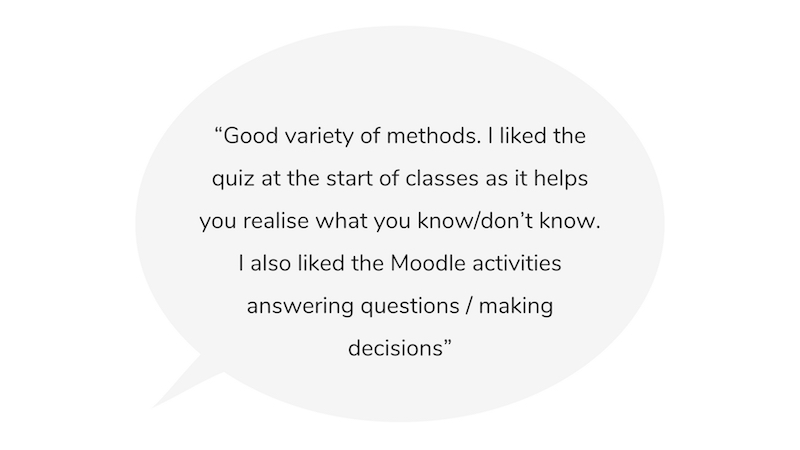 “Good variety of methods. I liked the
quiz at the start of classes as it helps
you realise what you know/don’t know.
I also liked the Moodle activities
answering questions / making
decisions”